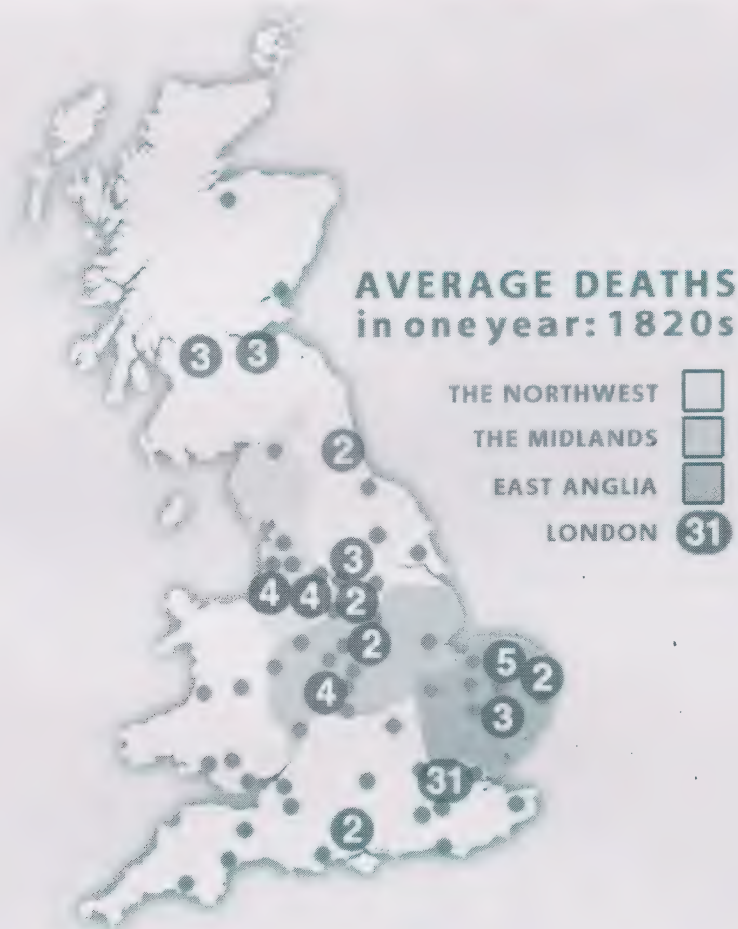 AVERAGE DEATHS
in one year: 1820s
THE NORTHWEST
THE MIDLANDS
EAST ANGLIA
LONDON 31
3 3
2
3
4 4 2
2
5 2
4
3
31
2